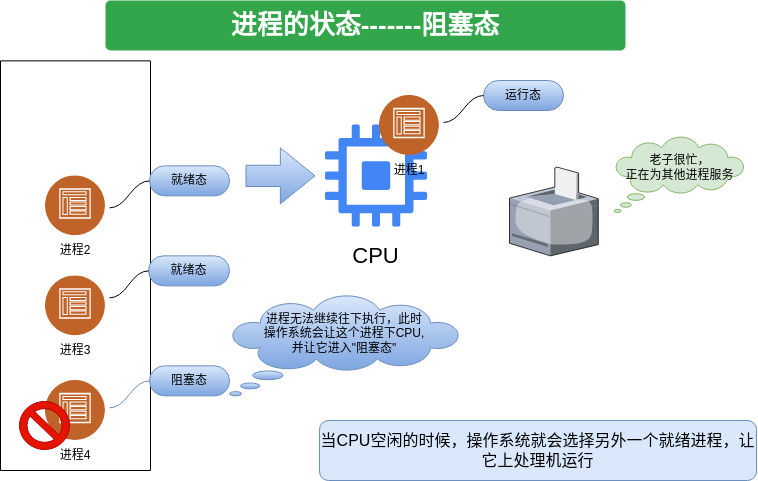 进程的状态-------阻塞态
运行态
进程1
老子很忙，
正在为其他进程服务
就绪态
进程2
CPU
就绪态
进程3
进程无法继续往下执行，此时
操作系统会让这个进程下CPU,
并让它进入"阻塞态"
阻塞态
进程4
当CPU空闲的时候，操作系统就会选择另外一个就绪进程，让
它上处理机运行